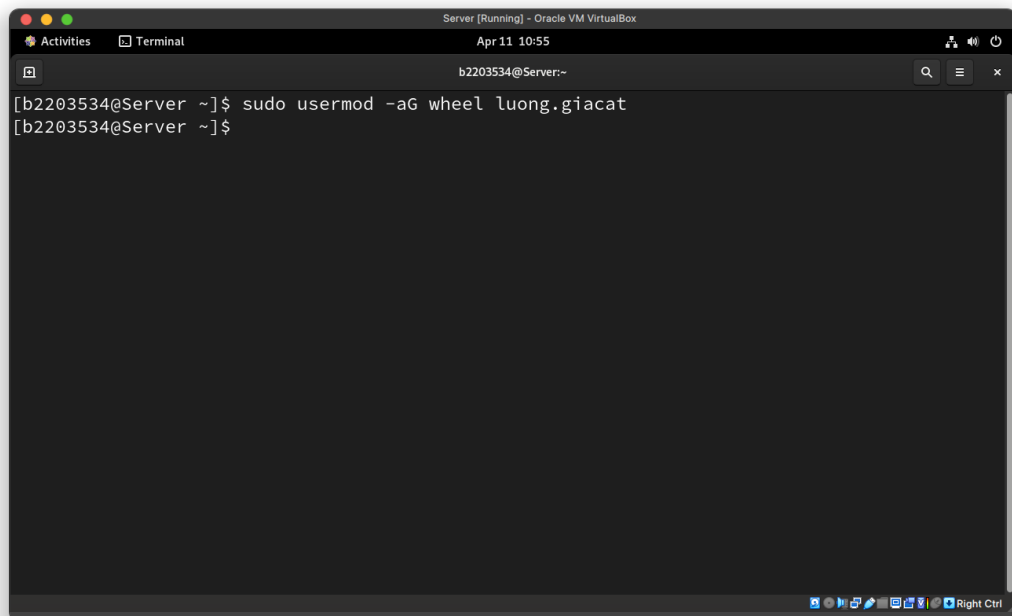 Server [Running] - Oracle VM VirtualBox
Activities Terminal Apr 11 10:55
b2203534@Server:~
[b2203534@Server ~]$ sudo usermod -aG wheel luong.giacat
[b2203534@Server ~]$
Right Ctrl